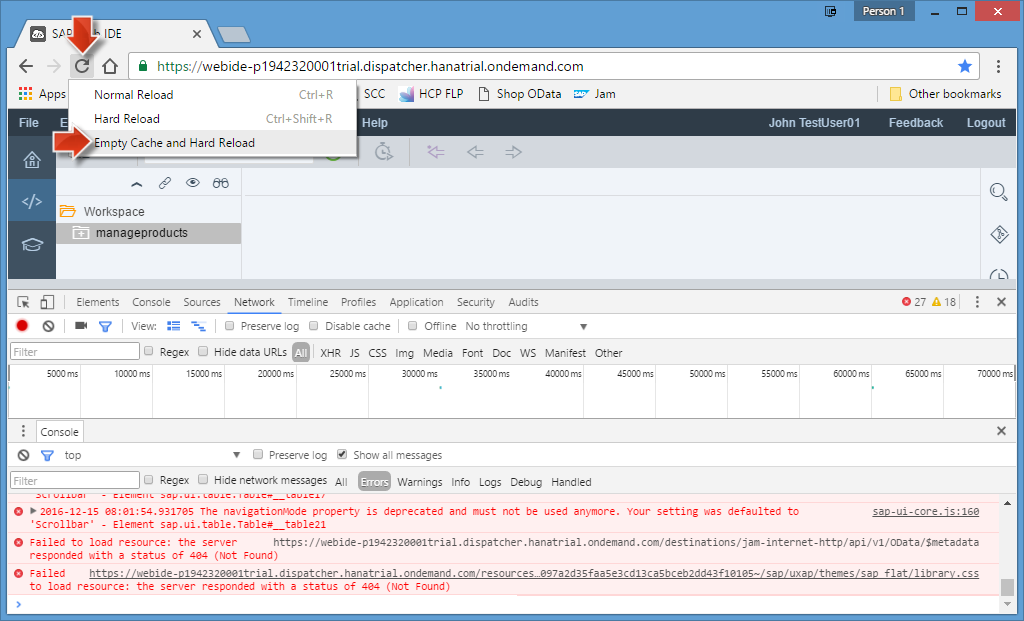 Person 1
SAP IDE
https://webide-p1942320001trial.dispatcher.hanatrial.ondemand.com
Apps SCC HCP FLP Shop OData Jam Other bookmarks
Normal Reload Ctrl+R
Hard Reload Ctrl+Shift+R
Empty Cache and Hard Reload
File E Help John TestUser01 Feedback Logout
Workspace
manageproducts
Elements Console Sources Network Timeline Profiles Application Security Audits 27 18
View: Preserve log Disable cache Offline No throttling
Filter Regex Hide data URLs All XHR JS CSS Img Media Font Doc WS Manifest Other
5000 ms 10000 ms 15000 ms 20000 ms 25000 ms 30000 ms 35000 ms 40000 ms 45000 ms 50000 ms 55000 ms 60000 ms 65000 ms 70000 ms
Console
top Preserve log Show all messages
Filter Regex Hide network messages All Errors Warnings Info Logs Debug Handled
'Scrollbar' - Element sap.ui.table.Table#__table17
2016-12-15 08:01:54.931705 The navigationMode property is deprecated and must not be used anymore. Your setting was defaulted to sap-ui-core.js:160
'Scrollbar' - Element sap.ui.table.Table#__table21
Failed to load resource: the server https://webide-p1942320001trial.dispatcher.hanatrial.ondemand.com/destinations/jam-internet-http/api/v1/OData/$metadata
responded with a status of 404 (Not Found)
Failed https://webide-p1942320001trial.dispatcher.hanatrial.ondemand.com/resources…097a2d35faa5e3cd13ca5bceb2dd43f10105~/sap/uxap/themes/sap_flat/library.css
to load resource: the server responded with a status of 404 (Not Found)